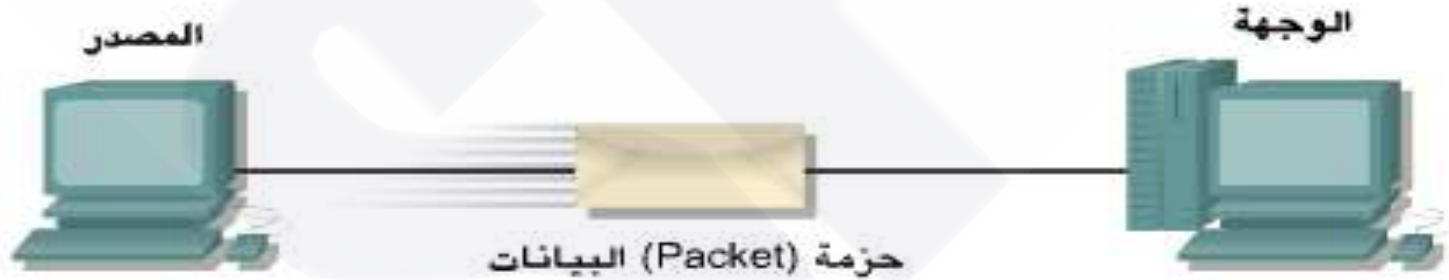 المصدر
الوجهة
حزمة (Packet) البيانات